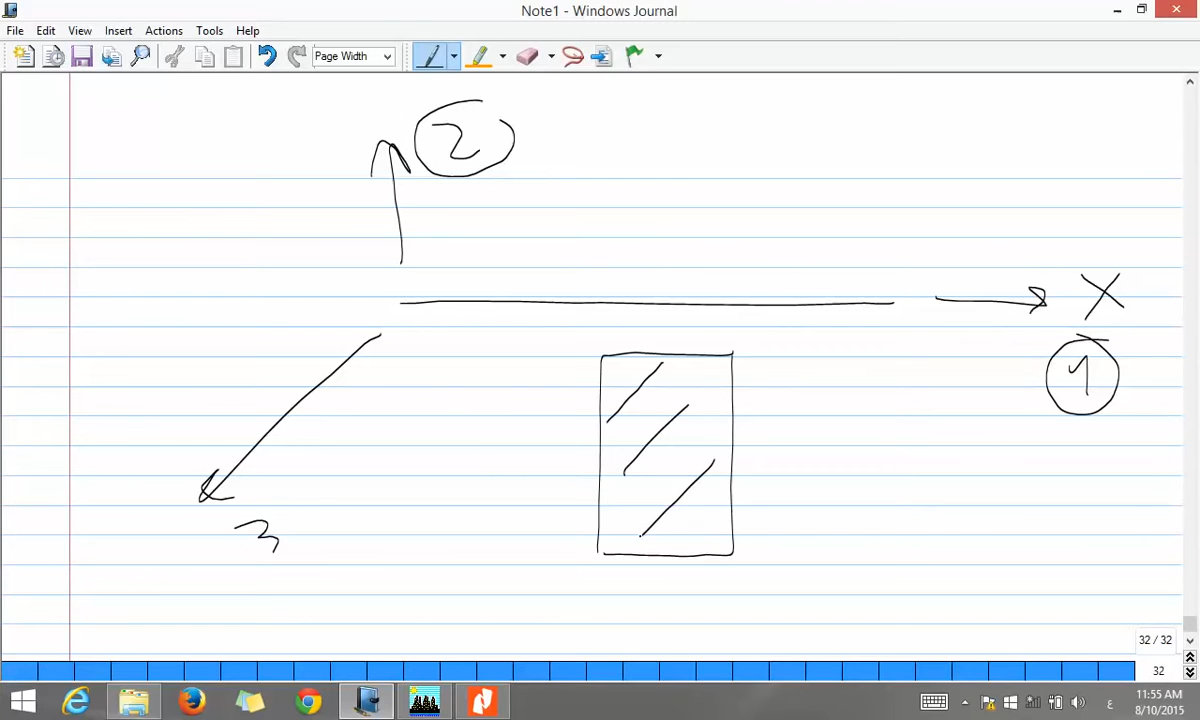 Note1 - Windows Journal
File Edit View Insert Actions Tools Help
Page Width
2
X
1
3
32 / 32
32
11:55 AM
ع
8/10/2015